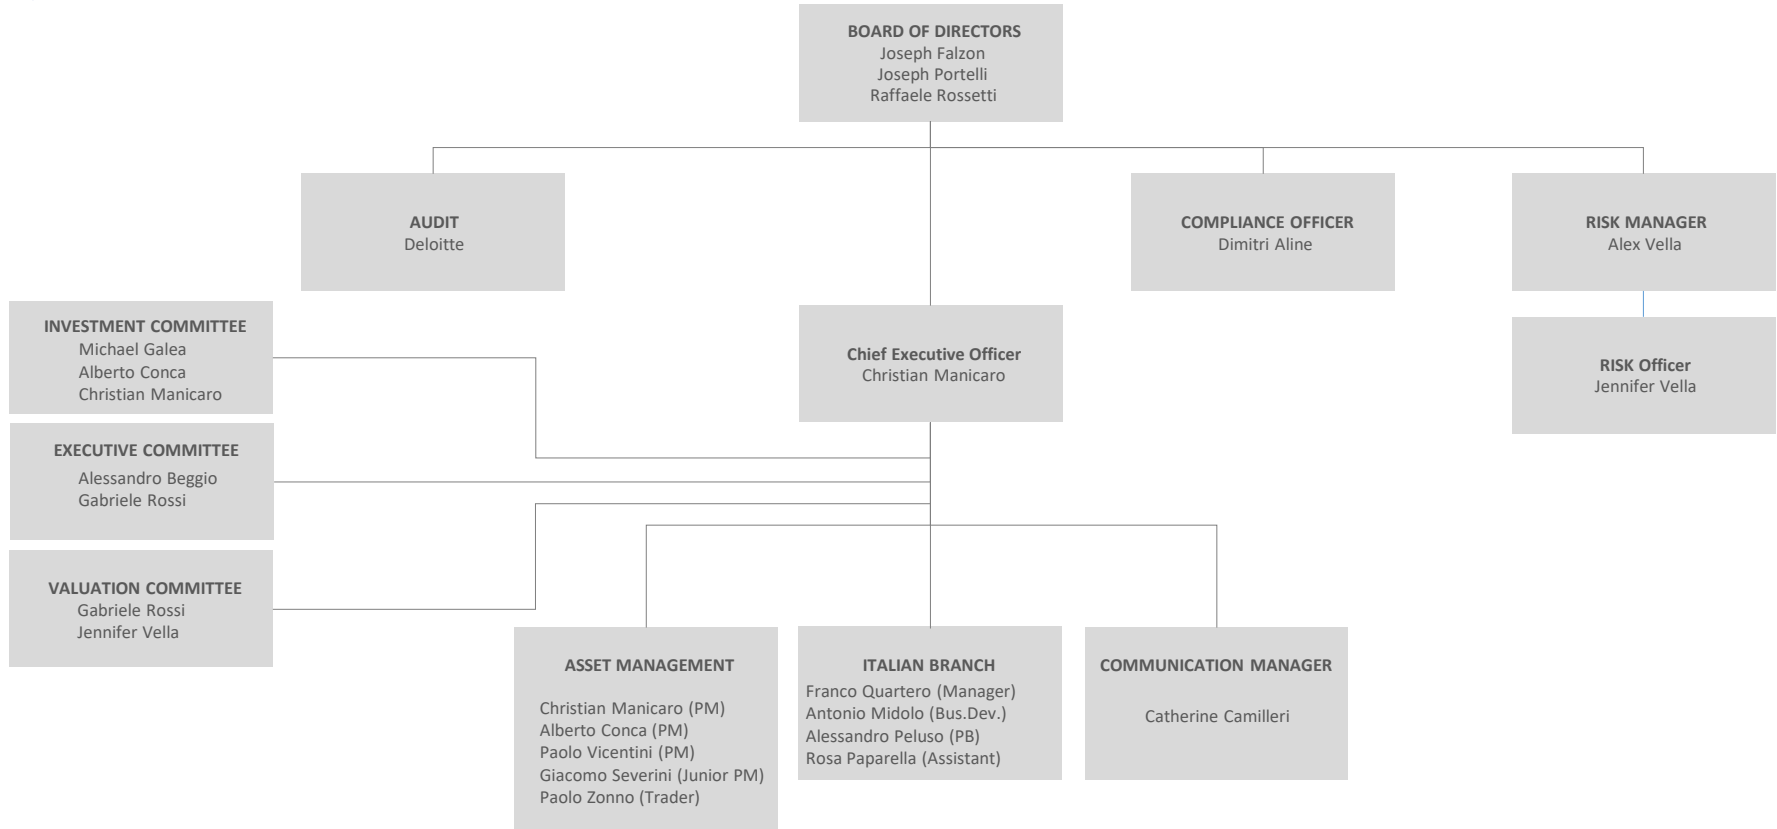 BOARD OF DIRECTORS
Joseph Falzon
Joseph Portelli
Raffaele Rossetti
AUDIT
Deloitte
COMPLIANCE OFFICER
Dimitri Aline
RISK MANAGER
Alex Vella
INVESTMENT COMMITTEE
Michael Galea
Alberto Conca
Christian Manicaro
Chief Executive Officer
Christian Manicaro
RISK Officer
Jennifer Vella
EXECUTIVE COMMITTEE
Alessandro Beggio
Gabriele Rossi
VALUATION COMMITTEE
Gabriele Rossi
Jennifer Vella
ASSET MANAGEMENT
Christian Manicaro (PM)
Alberto Conca (PM)
Paolo Vicentini (PM)
Giacomo Severini (Junior PM)
Paolo Zonno (Trader)
ITALIAN BRANCH
Franco Quartero (Manager)
Antonio Midolo (Bus.Dev.)
Alessandro Peluso (PB)
Rosa Paparella (Assistant)
COMMUNICATION MANAGER
Catherine Camilleri